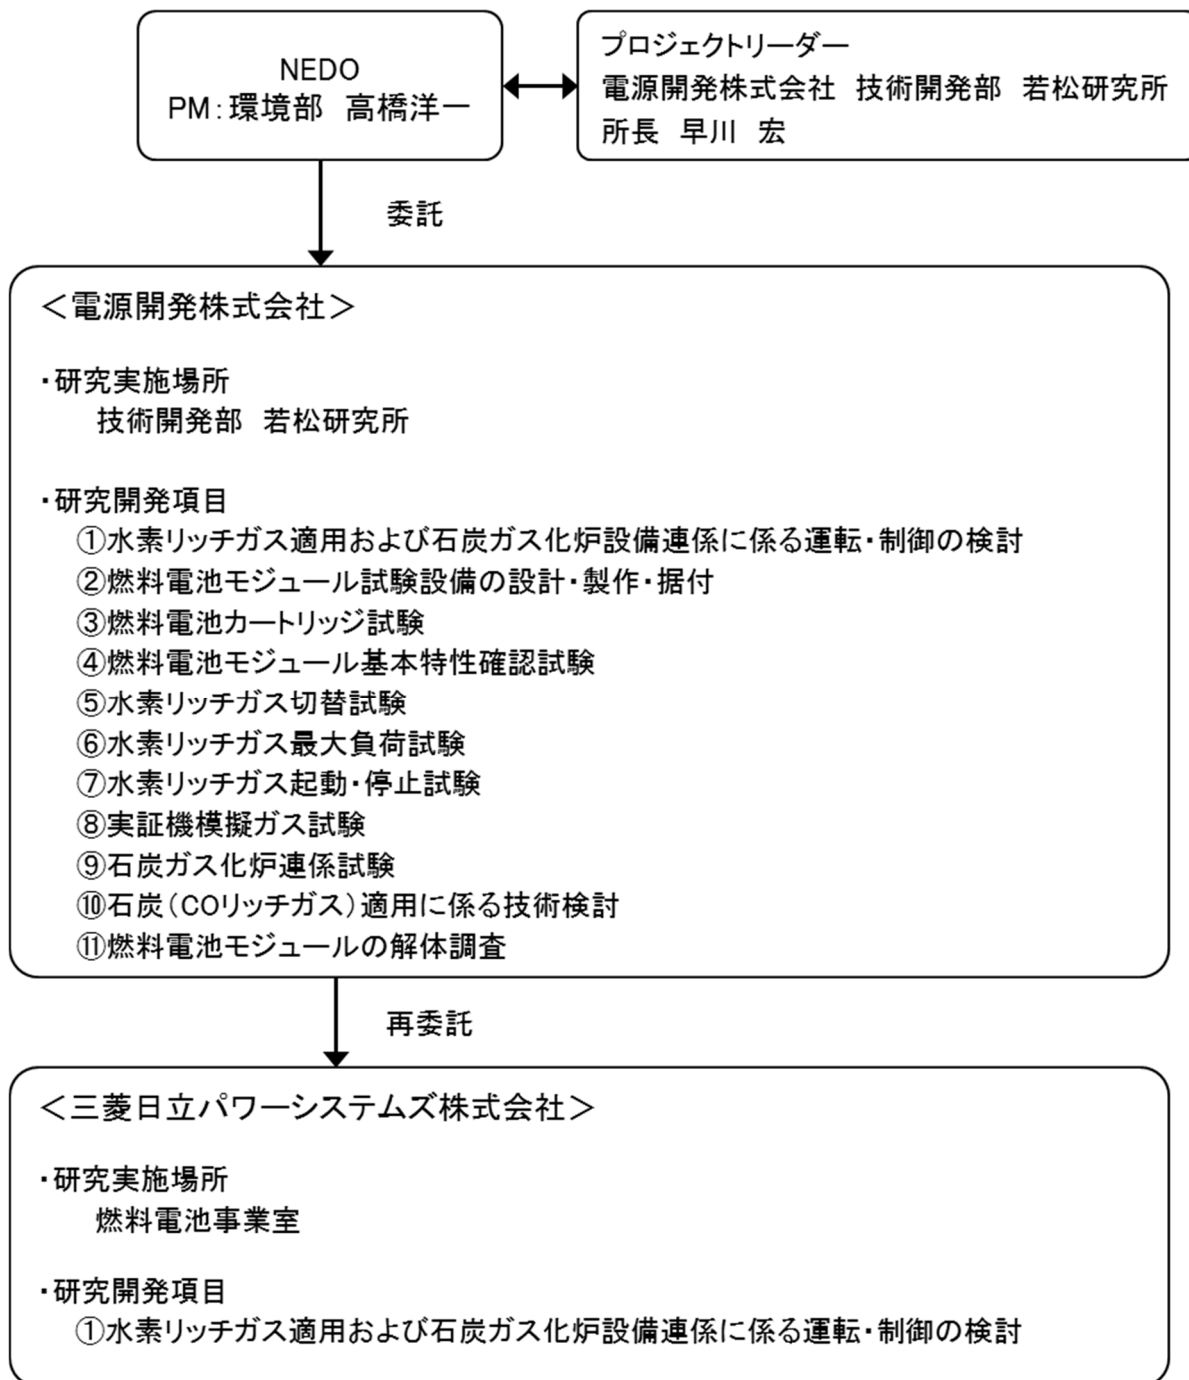 NEDO
PM：環境部　高橋洋一
プロジェクトリーダー
電源開発株式会社　技術開発部　若松研究所
所長　早川　宏
委託
＜電源開発株式会社＞
・研究実施場所
技術開発部　若松研究所
・研究開発項目
①水素リッチガス適用および石炭ガス化炉設備連係に係る運転・制御の検討
②燃料電池モジュール試験設備の設計・製作・据付
③燃料電池カートリッジ試験
④燃料電池モジュール基本特性確認試験
⑤水素リッチガス切替試験
⑥水素リッチガス最大負荷試験
⑦水素リッチガス起動・停止試験
⑧実証機模擬ガス試験
⑨石炭ガス化炉連係試験
⑩石炭（COリッチガス）適用に係る技術検討
⑪燃料電池モジュールの解体調査
再委託
＜三菱日立パワーシステムズ株式会社＞
・研究実施場所
燃料電池事業室
・研究開発項目
①水素リッチガス適用および石炭ガス化炉設備連係に係る運転・制御の検討